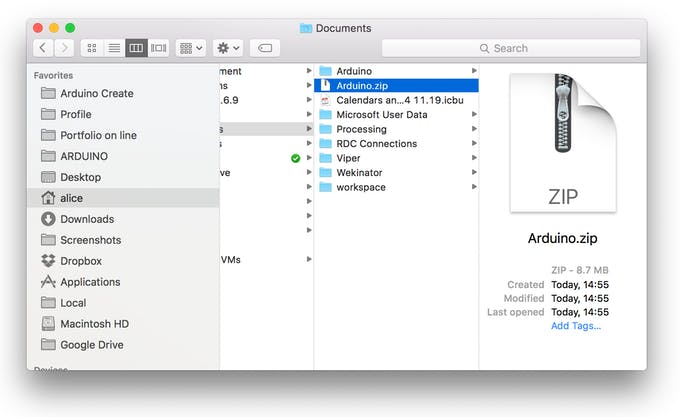 Documents
Search
Favorites
Arduino Create
Profile
Portfolio on line
ARDUINO
Desktop
alice
Downloads
Screenshots
Dropbox
Applications
Local
Macintosh HD
Google Drive
Devices
ment
ns
.6.9
s
s
ve
VMs
Arduino
Arduino.zip
Calendars an...4 11.19.icbu
Microsoft User Data
Processing
RDC Connections
Viper
Wekinator
workspace
ZIP
Arduino.zip
ZIP - 8.7 MB
Created Today, 14:55
Modified Today, 14:55
Last opened Today, 14:55
Add Tags...